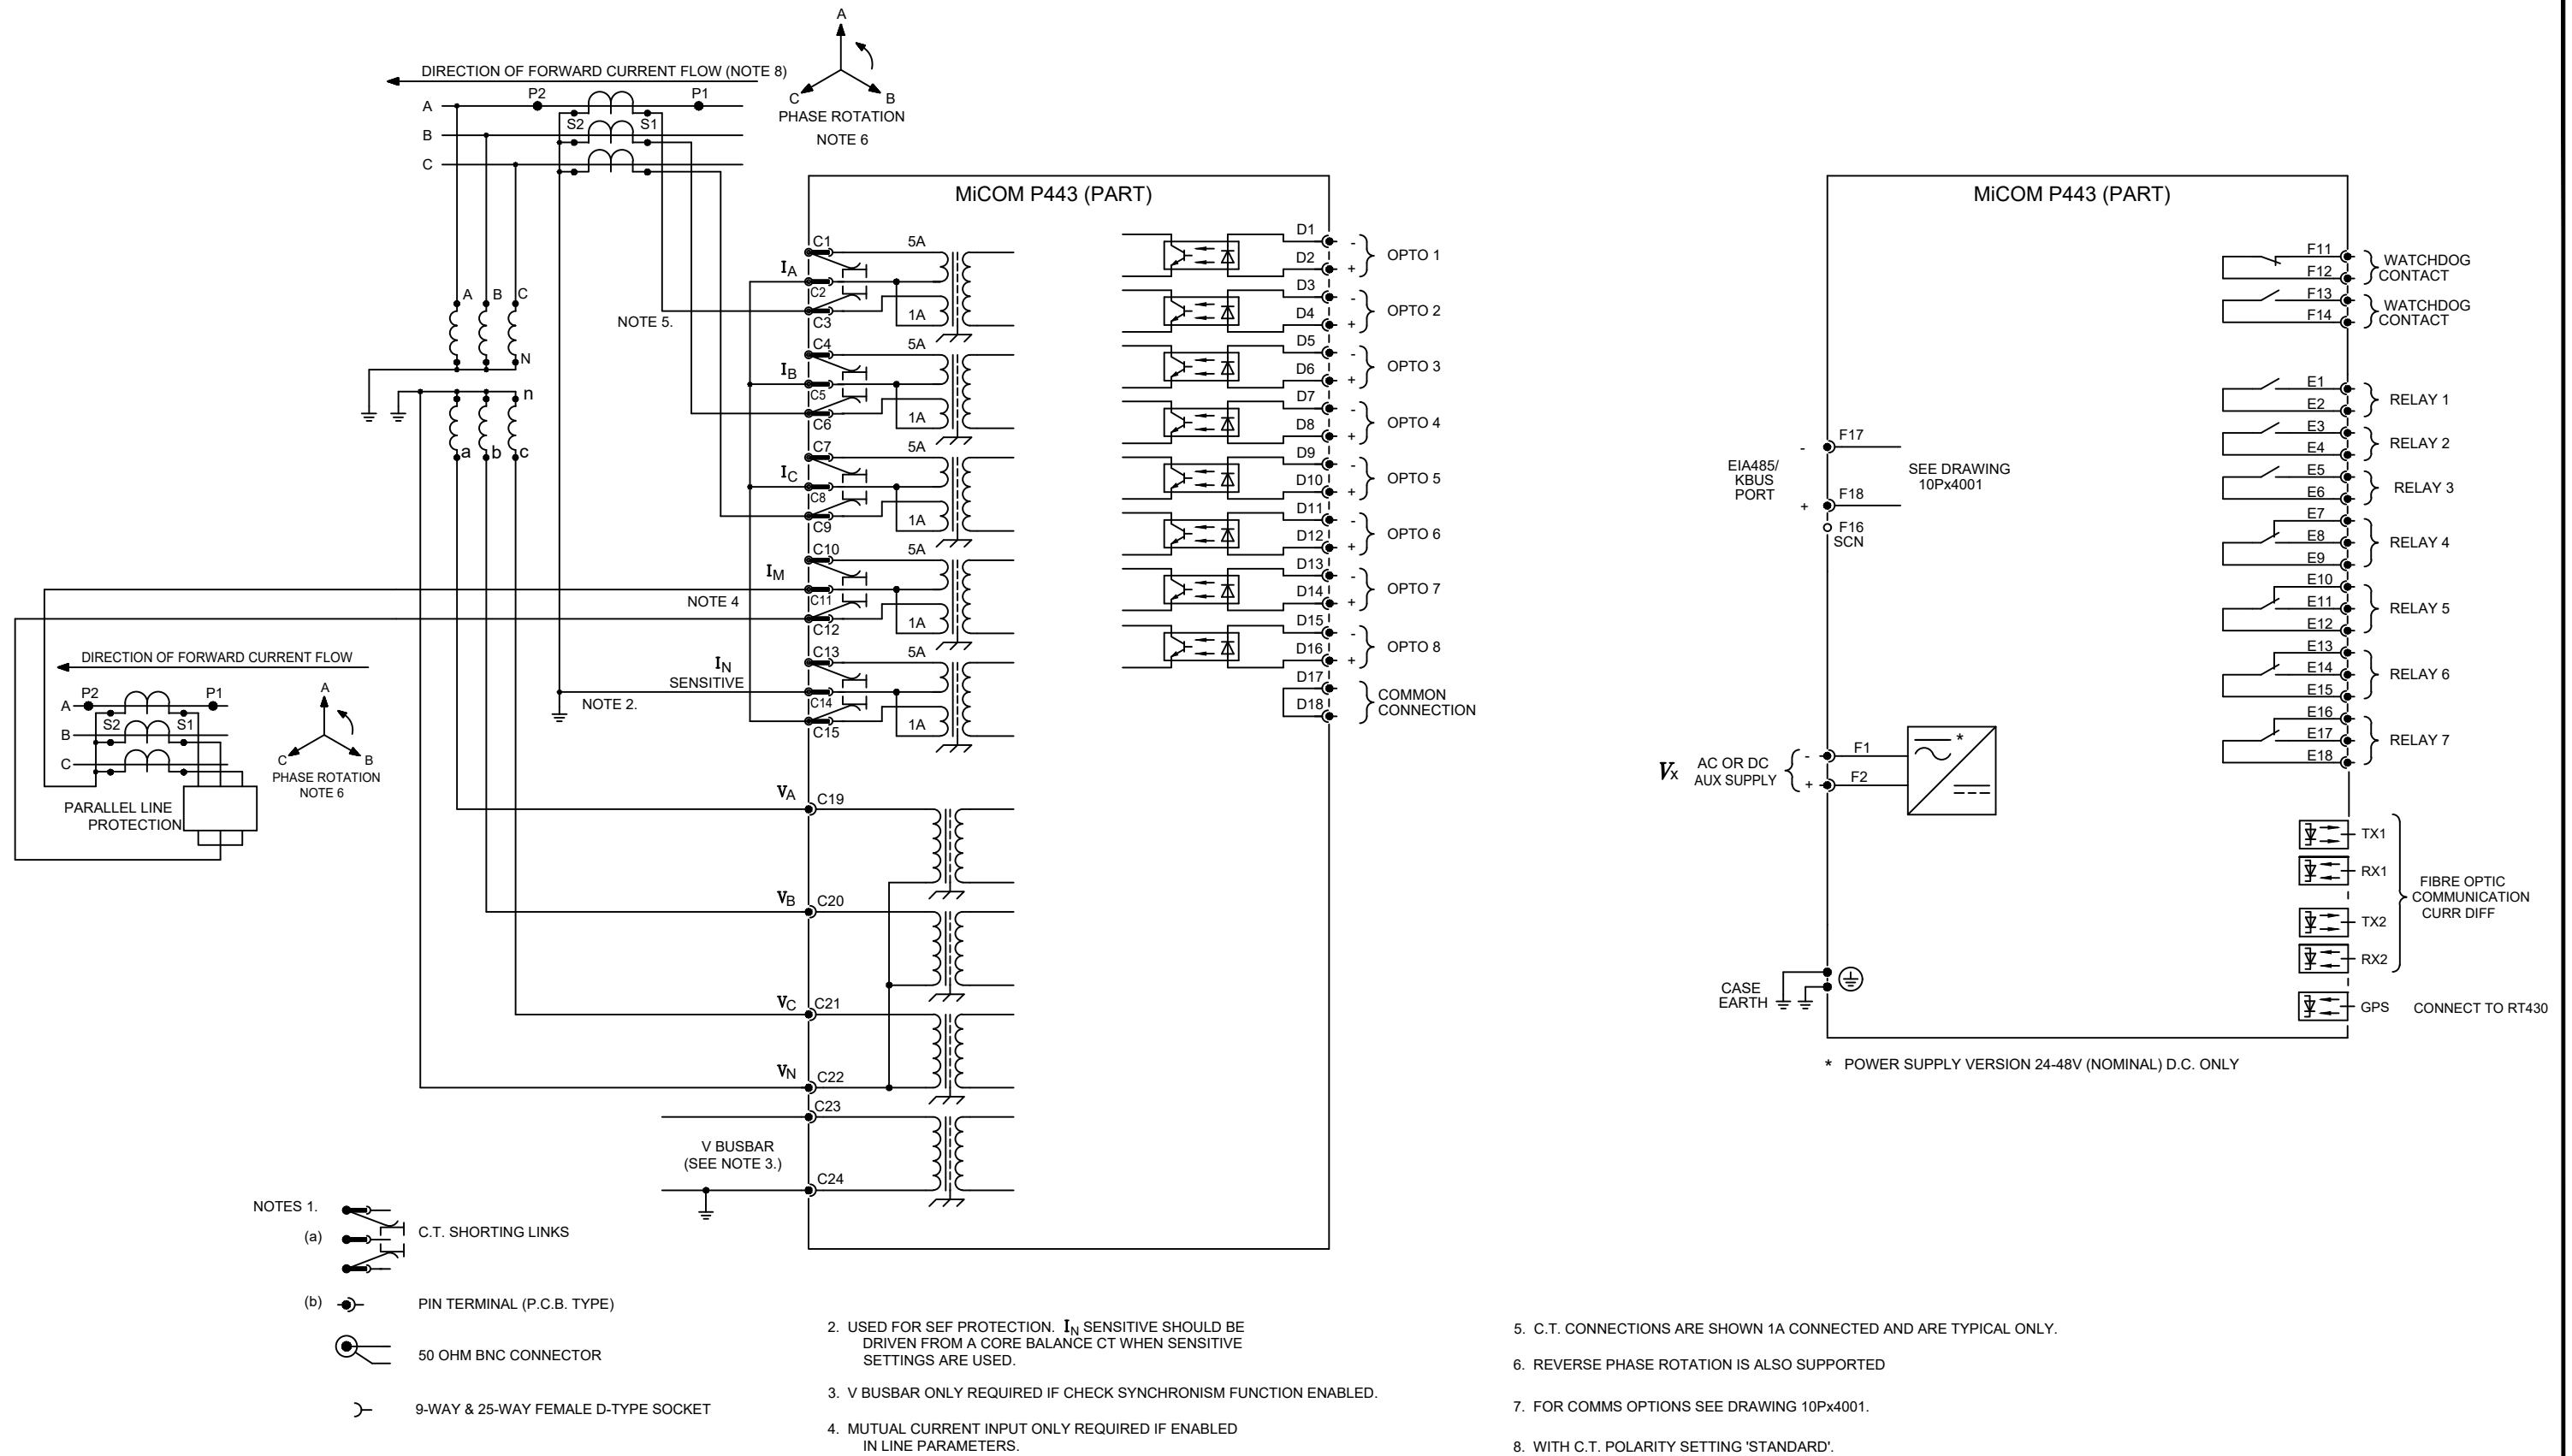 A
C
B
PHASE ROTATION
NOTE 6
DIRECTION OF FORWARD CURRENT FLOW (NOTE 8)
A
P2
P1
S2
S1
B
C
A
B
C
N
n
a
b
c
NOTE 5.
NOTE 4
NOTE 2.
DIRECTION OF FORWARD CURRENT FLOW
A
P2
P1
S2
S1
B
C
A
C
B
PHASE ROTATION
NOTE 6
PARALLEL LINE
PROTECTION
MiCOM P443 (PART)
IA
C1
5A
C2
C3
1A
IB
C4
5A
C5
C6
1A
IC
C7
5A
C8
C9
1A
IM
C10
5A
C11
C12
1A
IN
SENSITIVE
C13
5A
C14
C15
1A
VA
C19
VB
C20
VC
C21
VN
C22
C23
V BUSBAR
(SEE NOTE 3.)
C24
D1
-
D2
+
OPTO 1
D3
-
D4
+
OPTO 2
D5
-
D6
+
OPTO 3
D7
-
D8
+
OPTO 4
D9
-
D10
+
OPTO 5
D11
-
D12
+
OPTO 6
D13
-
D14
+
OPTO 7
D15
-
D16
+
OPTO 8
D17
D18
COMMON
CONNECTION
MiCOM P443 (PART)
-
F17
EIA485/
KBUS
PORT
SEE DRAWING
10Px4001
+
F18
F16
SCN
Vx
AC OR DC
AUX SUPPLY
-
F1
+
F2
*
CASE
EARTH
F11
F12
WATCHDOG
CONTACT
F13
F14
WATCHDOG
CONTACT
E1
E2
RELAY 1
E3
E4
RELAY 2
E5
E6
RELAY 3
E7
E8
E9
RELAY 4
E10
E11
E12
RELAY 5
E13
E14
E15
RELAY 6
E16
E17
E18
RELAY 7
TX1
RX1
TX2
RX2
FIBRE OPTIC
COMMUNICATION
CURR DIFF
GPS
CONNECT TO RT430
* POWER SUPPLY VERSION 24-48V (NOMINAL) D.C. ONLY
NOTES 1.
(a)
C.T. SHORTING LINKS
(b)
PIN TERMINAL (P.C.B. TYPE)
50 OHM BNC CONNECTOR
9-WAY & 25-WAY FEMALE D-TYPE SOCKET
2. USED FOR SEF PROTECTION. IN SENSITIVE SHOULD BE
DRIVEN FROM A CORE BALANCE CT WHEN SENSITIVE
SETTINGS ARE USED.
3. V BUSBAR ONLY REQUIRED IF CHECK SYNCHRONISM FUNCTION ENABLED.
4. MUTUAL CURRENT INPUT ONLY REQUIRED IF ENABLED
IN LINE PARAMETERS.
5. C.T. CONNECTIONS ARE SHOWN 1A CONNECTED AND ARE TYPICAL ONLY.
6. REVERSE PHASE ROTATION IS ALSO SUPPORTED
7. FOR COMMS OPTIONS SEE DRAWING 10Px4001.
8. WITH C.T. POLARITY SETTING 'STANDARD'.